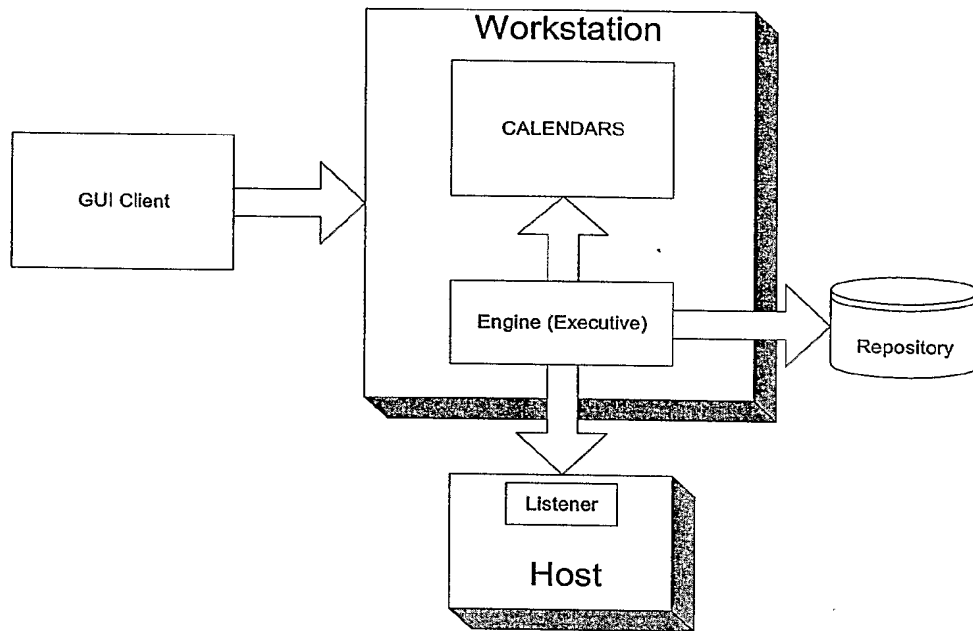 Workstation
CALENDARS
GUI Client
Engine (Executive)
Repository
Listener
Host